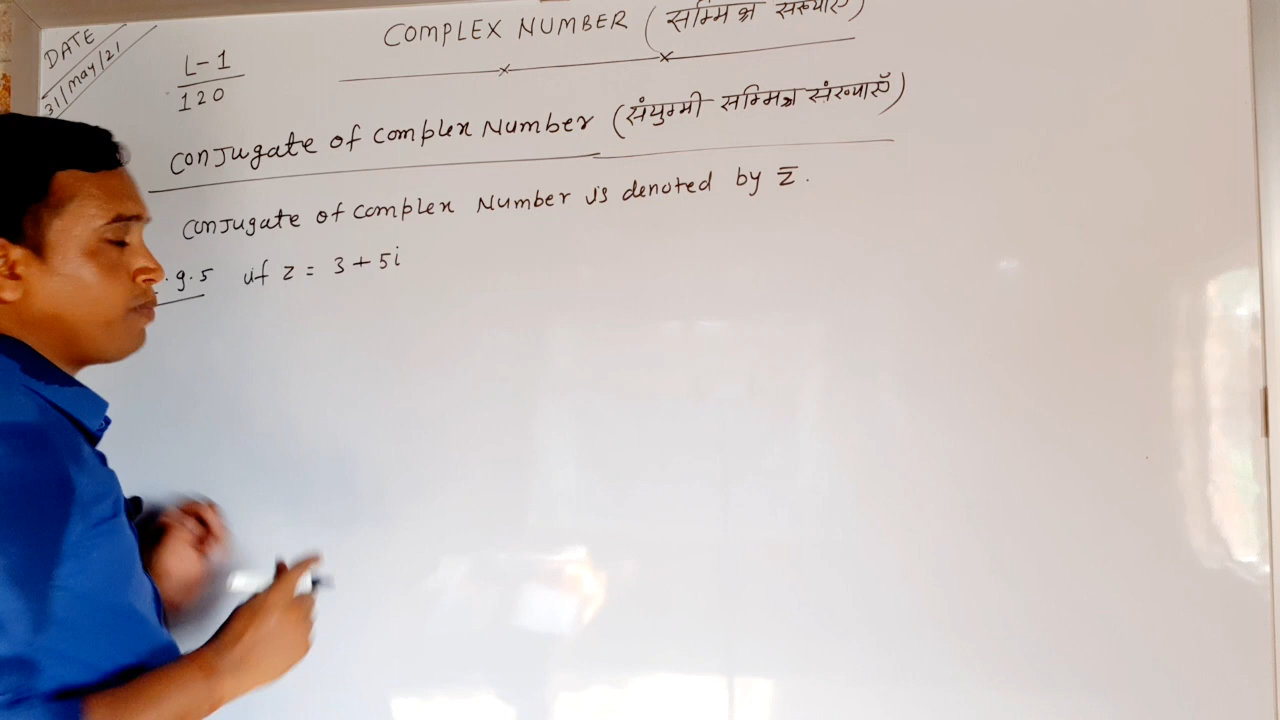 DATE
31/May/21
L-1
120
COMPLEX NUMBER (सम्मिश्र संख्याएँ)
Conjugate of Complex Number (संयुग्मी सम्मिश्र संख्याएँ)
Conjugate of Complex Number is denoted by z̅.
.g.5 if z = 3+5i